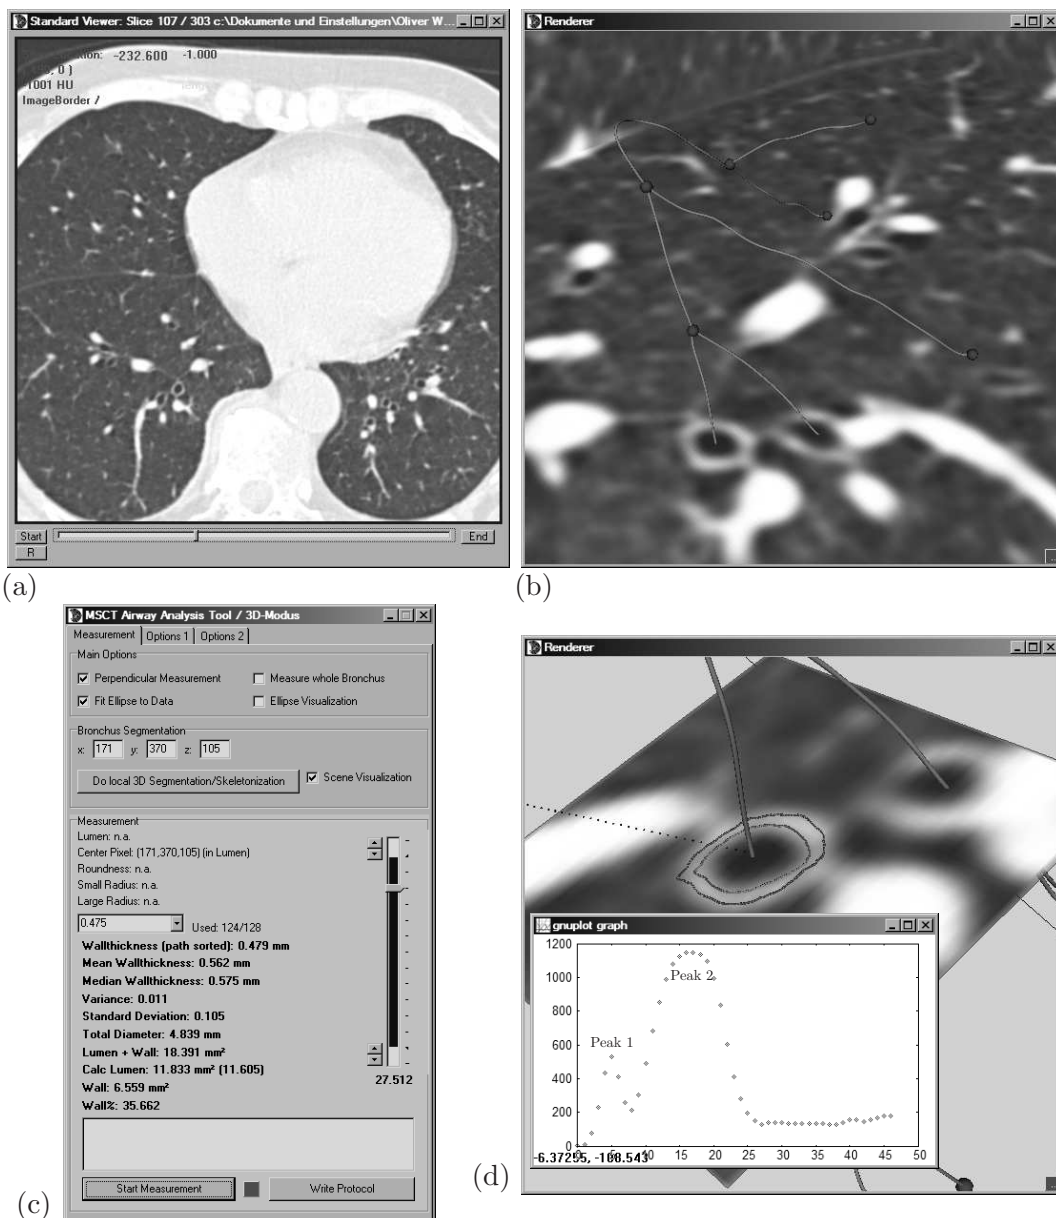 Standard Viewer: Slice 107 / 303 c:\Dokumente und Einstellungen\Oliver W...
-232.600 -1.000
, 0 )
1001 HU
ImageBorder /
Start
End
R
(a)
Renderer
(b)
MSCT Airway Analysis Tool / 3D-Modus
Measurement Options 1 Options 2
Main Options
Perpendicular Measurement Measure whole Bronchus
Fit Ellipse to Data Ellipse Visualization
Bronchus Segmentation
x: 171 y: 370 z: 105
Do local 3D Segmentation/Skeletonization Scene Visualization
Measurement
Lumen: n.a.
Center Pixel: (171,370,105) (in Lumen)
Roundness: n.a.
Small Radius: n.a.
Large Radius: n.a.
0.475 Used: 124/128
Wallthickness (path sorted): 0.479 mm
Mean Wallthickness: 0.562 mm
Median Wallthickness: 0.575 mm
Variance: 0.011
Standard Deviation: 0.105
Total Diameter: 4.839 mm
Lumen + Wall: 18.391 mm²
Calc Lumen: 11.833 mm² (11.605)
27.512
Wall: 6.559 mm²
Wall%: 35.662
Start Measurement Write Protocol
(c)
Renderer
gnuplot graph
1200
1000
800
600
400
200
0
Peak 2
Peak 1
0 5 10 15 20 25 30 35 40 45 50
-6.37295, -108.543
(d)